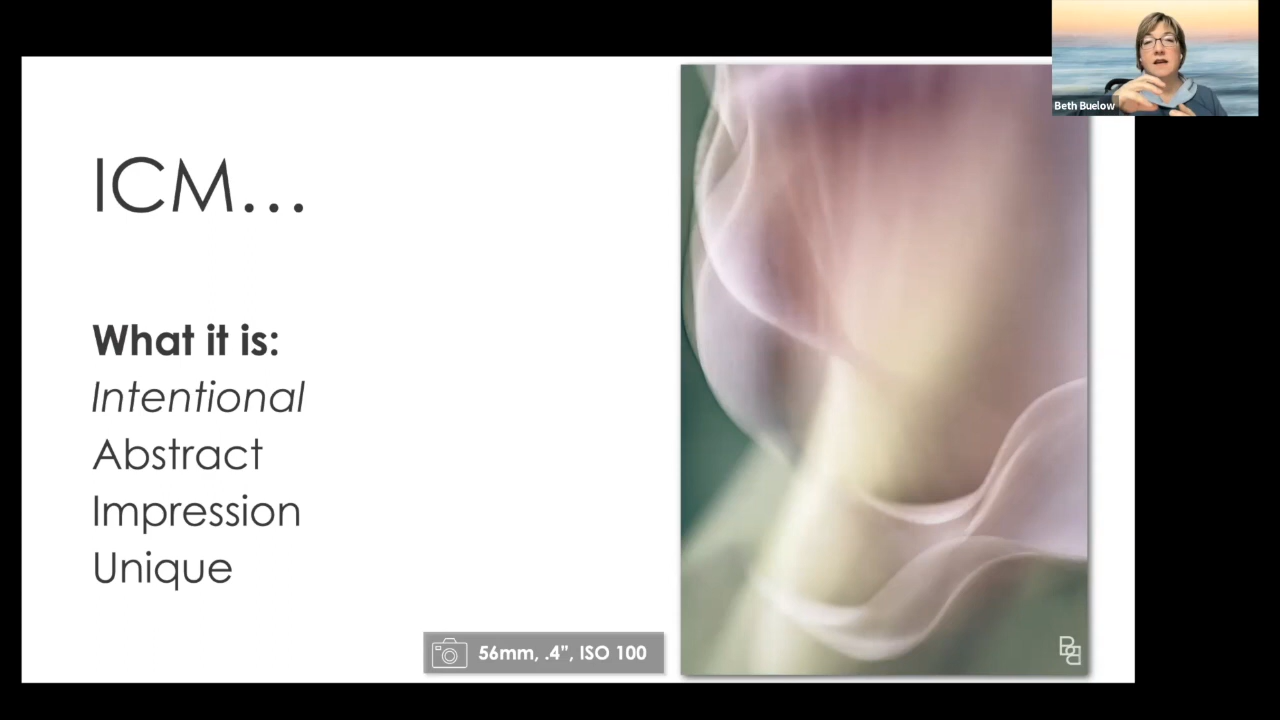 ICM...
What it is:
Intentional
Abstract
Impression
Unique
56mm, .4”, ISO 100
Beth Buelow